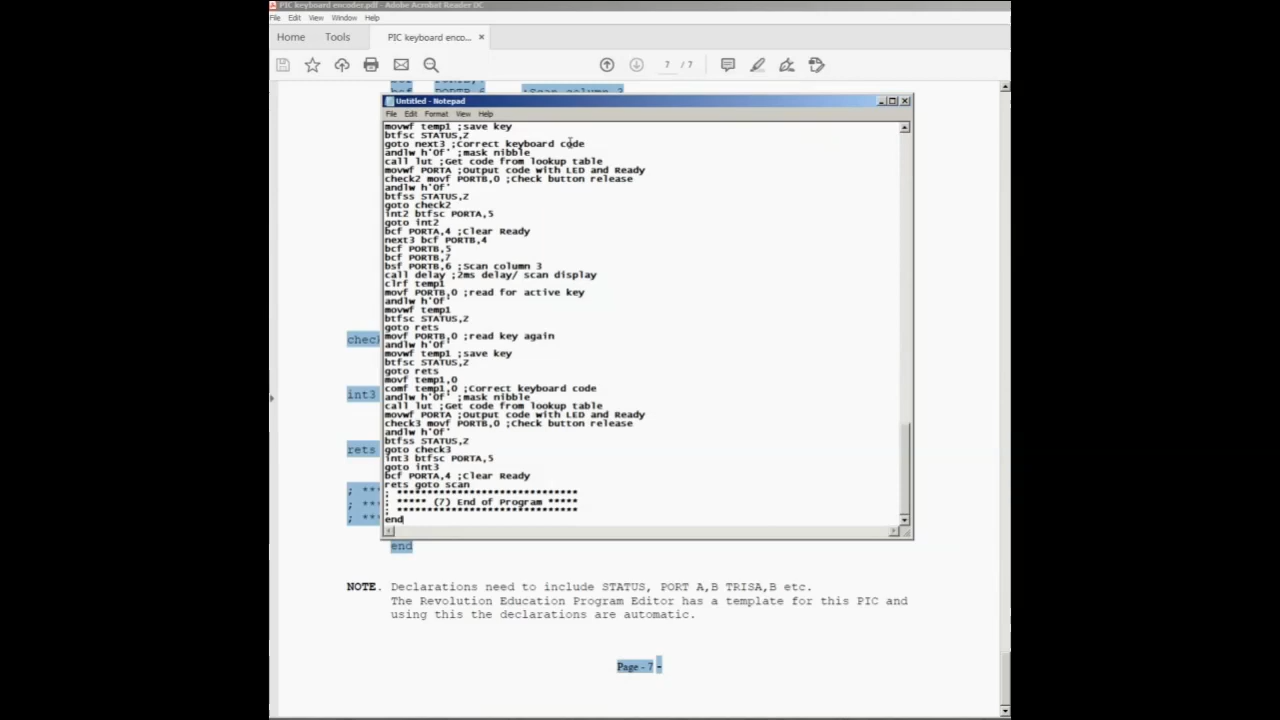 PIC keyboard encoder.pdf - Adobe Acrobat Reader DC
File Edit View Window Help
Home Tools PIC keyboard enco... ×
7 / 7
PORTB,6 ;Scan column 3
Untitled - Notepad
File Edit Format View Help
movwf temp1 ;save key
btfsc STATUS,Z
goto next3 ;Correct keyboard code
andlw h'0f' ;mask nibble
call lut ;Get code from lookup table
movwf PORTA ;Output code with LED and Ready
check2 movf PORTB,0 ;Check button release
andlw h'0f'
btfss STATUS,Z
goto check2
int2 btfsc PORTA,5
goto int2
bcf PORTA,4 ;Clear Ready
next3 bcf PORTB,4
bcf PORTB,5
bcf PORTB,7
bsf PORTB,6 ;Scan column 3
call delay ;2ms delay/ scan display
clrf temp1
movf PORTB,0 ;read for active key
andlw h'0f'
movwf temp1
btfsc STATUS,Z
goto rets
movf PORTB,0 ;read key again
andlw h'0f'
movwf temp1 ;save key
btfsc STATUS,Z
goto rets
movf temp1,0
comf temp1,0 ;Correct keyboard code
andlw h'0f' ;mask nibble
call lut ;Get code from lookup table
movwf PORTA ;Output code with LED and Ready
check3 movf PORTB,0 ;Check button release
andlw h'0f'
btfss STATUS,Z
goto check3
int3 btfsc PORTA,5
goto int3
bcf PORTA,4 ;Clear Ready
rets goto scan
; ******************************
; ***** (7) End of Program *****
; ******************************
end
chec
int3
rets
; **
; **
; **
end
NOTE. Declarations need to include STATUS, PORT A,B TRISA,B etc.
The Revolution Education Program Editor has a template for this PIC and
using this the declarations are automatic.
Page - 7 -